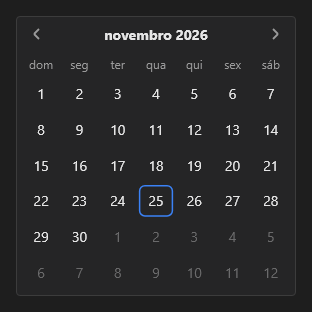 novembro 2026
dom seg ter qua qui sex sáb
1 2 3 4 5 6 7
8 9 10 11 12 13 14
15 16 17 18 19 20 21
22 23 24 25 26 27 28
29 30 1 2 3 4 5
6 7 8 9 10 11 12